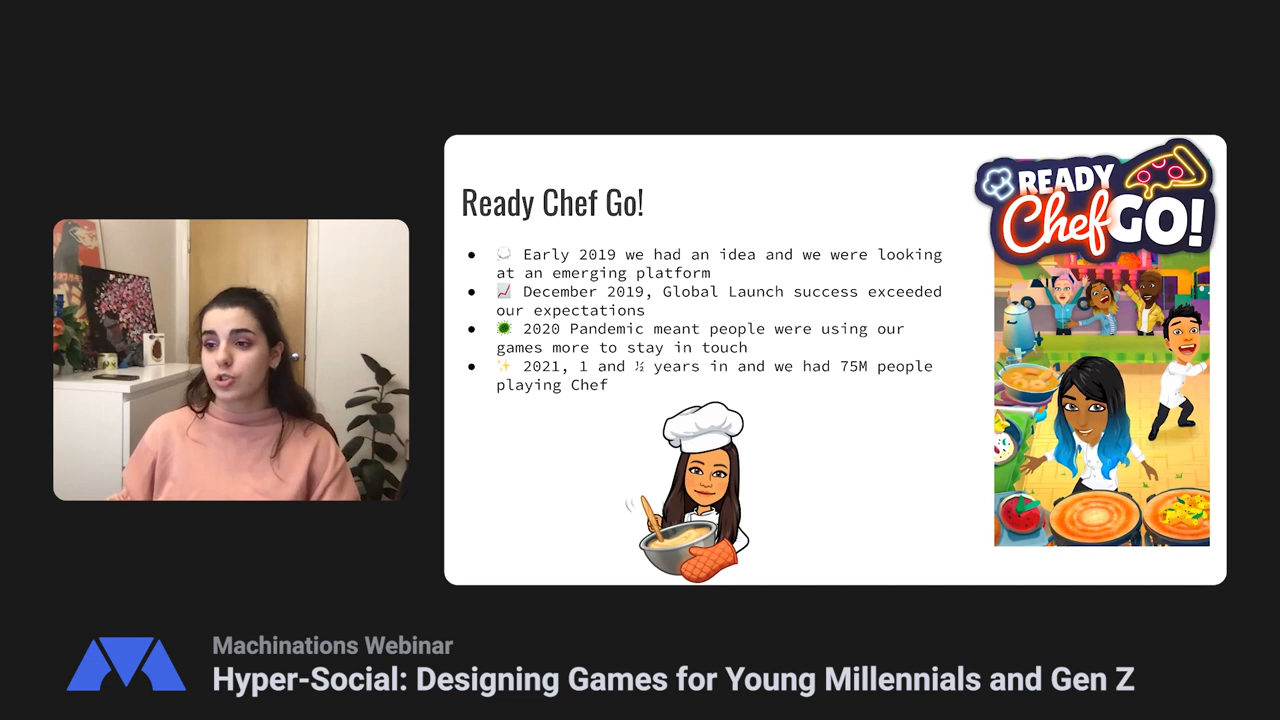 Ready Chef Go!
● 💭 Early 2019 we had an idea and we were looking
at an emerging platform
● 📈 December 2019, Global Launch success exceeded
our expectations
● 🦠 2020 Pandemic meant people were using our
games more to stay in touch
● ✨ 2021, 1 and ½ years in and we had 75M people
playing Chef
READY
Chef GO!
Machinations Webinar
Hyper-Social: Designing Games for Young Millennials and Gen Z